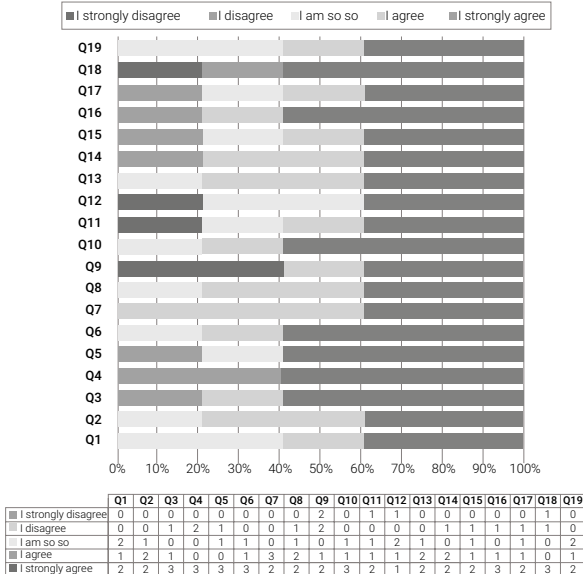 I strongly disagree I disagree I am so so I agree I strongly agree
Q19
Q18
Q17
Q16
Q15
Q14
Q13
Q12
Q11
Q10
Q9
Q8
Q7
Q6
Q5
Q4
Q3
Q2
Q1
0% 10% 20% 30% 40% 50% 60% 70% 80% 90% 100%
Q1 Q2 Q3 Q4 Q5 Q6 Q7 Q8 Q9 Q10 Q11 Q12 Q13 Q14 Q15 Q16 Q17 Q18 Q19
I strongly disagree 0 0 0 0 0 0 0 0 2 0 1 1 0 0 0 0 0 1 0
I disagree 0 0 1 2 1 0 0 0 0 0 0 0 0 1 1 1 1 1 0
I am so so 2 1 0 0 1 1 0 1 0 1 1 2 1 0 1 0 1 0 2
I agree 1 2 1 0 0 1 3 2 1 1 1 0 2 2 1 1 1 0 1
I strongly agree 2 2 3 3 3 3 2 2 2 3 2 2 2 2 2 3 2 3 2